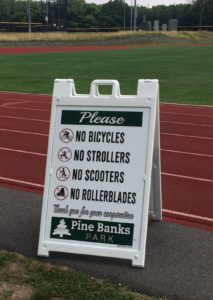 Please
NO BICYCLES
NO STROLLERS
NO SCOOTERS
NO ROLLERBLADES
Thank you for your cooperation
Pine Banks
PARK